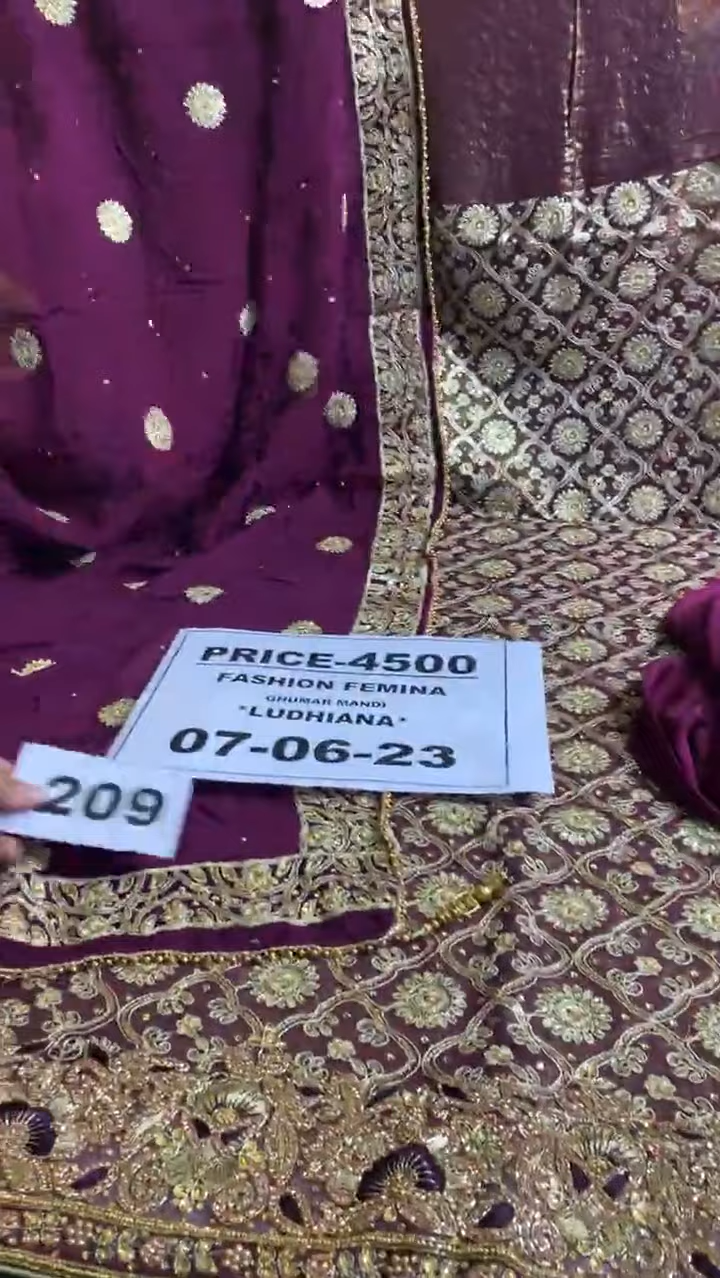 PRICE-4500
FASHION FEMINA
GHUMAR MANDI
"LUDHIANA"
07-06-23
209